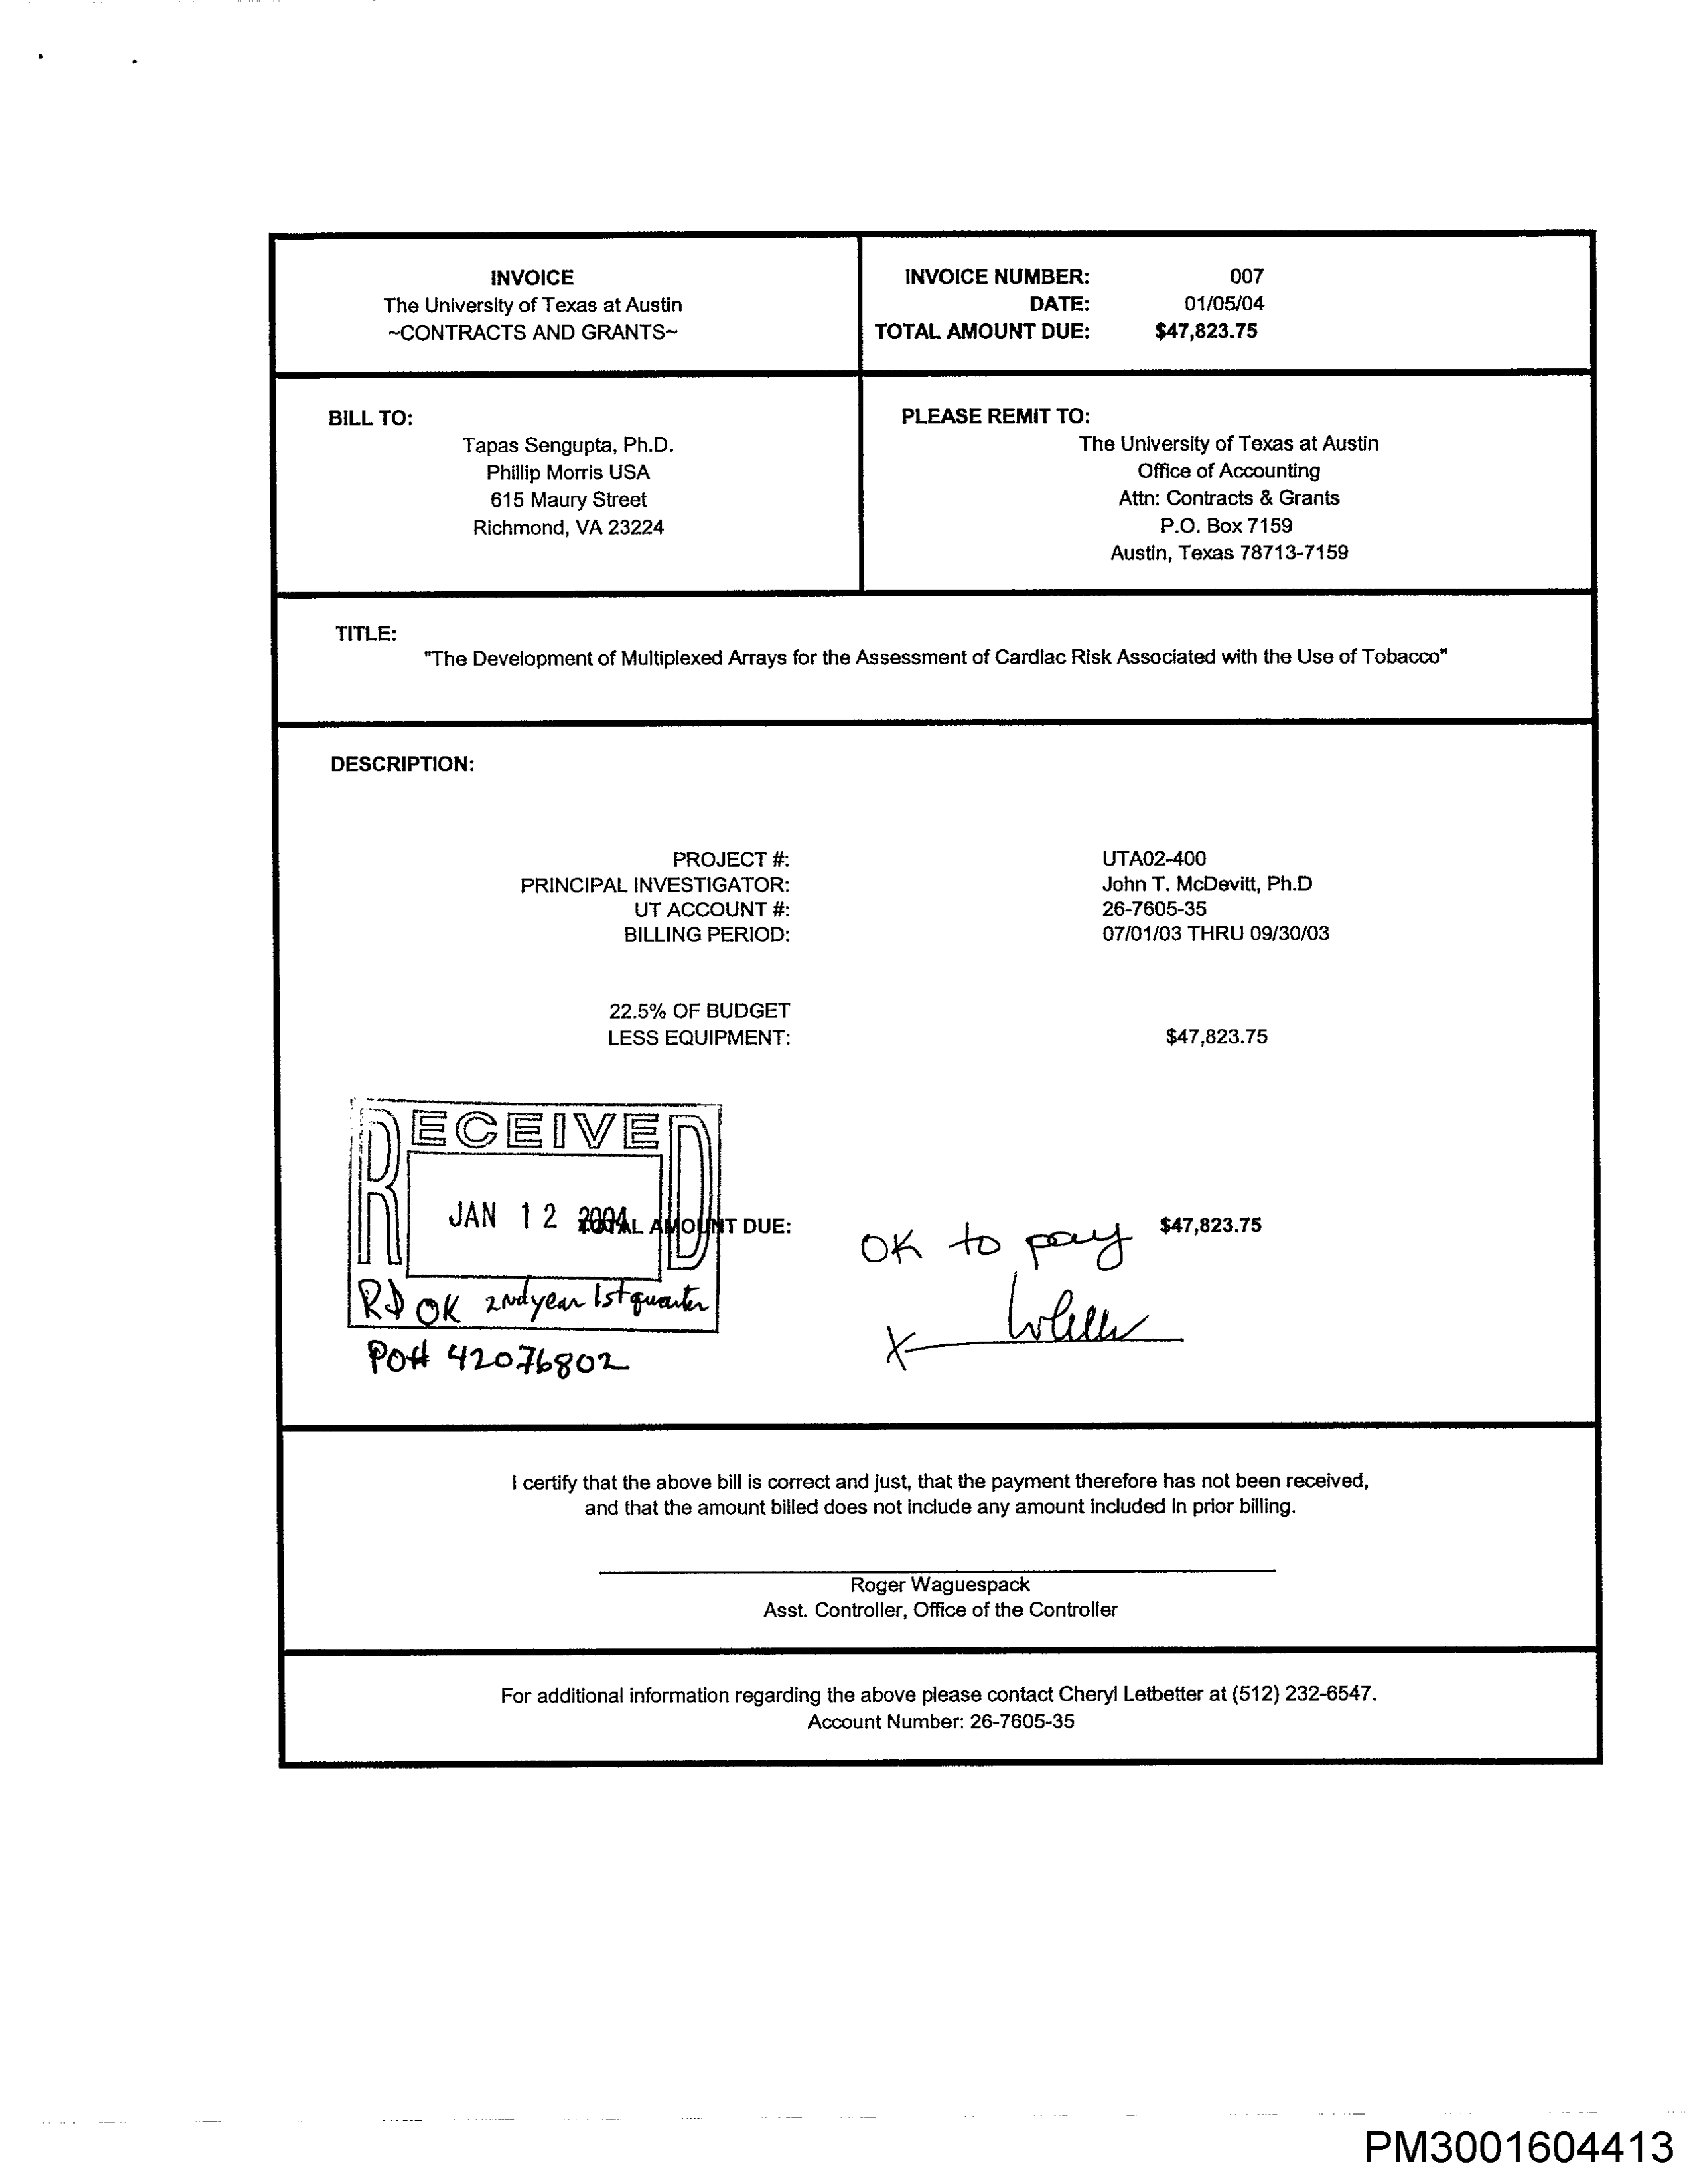 INVOICE
The University of Texas at Austin
~CONTRACTS AND GRANTS~
INVOICE NUMBER: 007
DATE: 01/05/04
TOTAL AMOUNT DUE: $47,823.75
BILL TO:
Tapas Sengupta, Ph.D.
Phillip Morris USA
615 Maury Street
Richmond, VA 23224
PLEASE REMIT TO:
The University of Texas at Austin
Office of Accounting
Attn: Contracts & Grants
P.O. Box 7159
Austin, Texas 78713-7159
TITLE:
"The Development of Multiplexed Arrays for the Assessment of Cardiac Risk Associated with the Use of Tobacco"
DESCRIPTION:
PROJECT #: UTA02-400
PRINCIPAL INVESTIGATOR: John T. McDevitt, Ph.D
UT ACCOUNT #: 26-7605-35
BILLING PERIOD: 07/01/03 THRU 09/30/03
22.5% OF BUDGET
LESS EQUIPMENT: $47,823.75
RECEIVED
JAN 12 2004
TOTAL AMOUNT DUE: $47,823.75
OK to pay
RD OK 2nd year 1st quarter
X
PO# 42076802
I certify that the above bill is correct and just, that the payment therefore has not been received,
and that the amount billed does not include any amount included in prior billing.
Roger Waguespack
Asst. Controller, Office of the Controller
For additional information regarding the above please contact Cheryl Letbetter at (512) 232-6547.
Account Number: 26-7605-35
PM3001604413